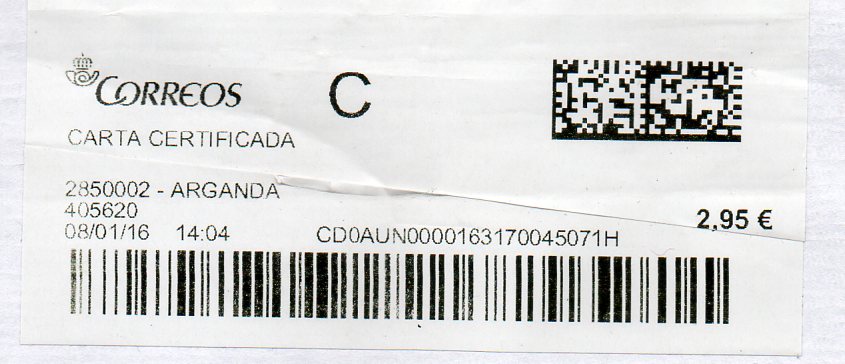 CORREOS
C
CARTA CERTIFICADA
2850002 - ARGANDA
405620
2,95 €
08/01/16 14:04 CD0AUN0000163170045071H